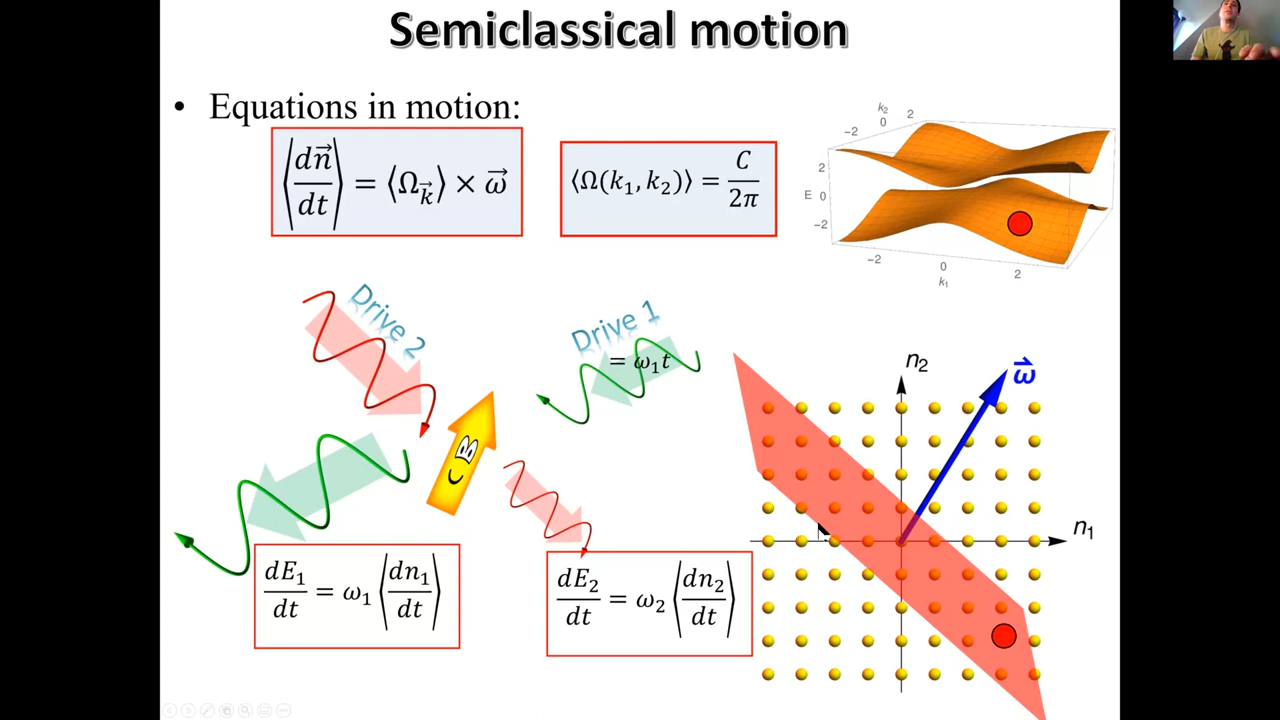 Semiclassical motion
• Equations in motion:
⟨dn⃗/dt⟩ = ⟨Ω_k⃗⟩ × ω⃗
⟨Ω(k₁, k₂)⟩ = C/2π
k₂
-2 0 2
2
E 0
-2
-2 0 2
k₁
Drive 2
Drive 1
= ω₁t
n₂
ω⃗
n₁
dE₁/dt = ω₁ ⟨dn₁/dt⟩
dE₂/dt = ω₂ ⟨dn₂/dt⟩